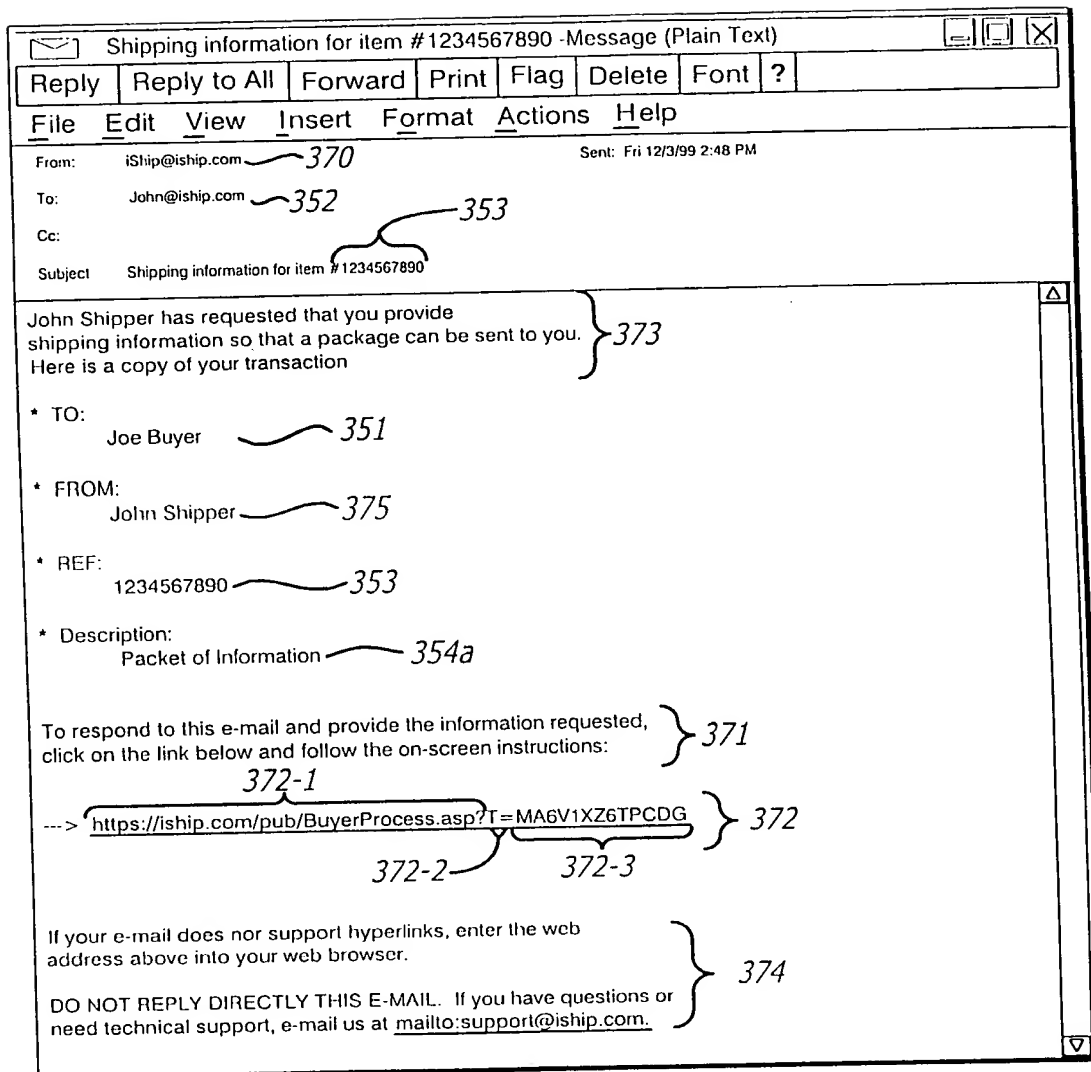 Shipping information for item #1234567890 -Message (Plain Text)
Reply Reply to All Forward Print Flag Delete Font ?
File Edit View Insert Format Actions Help
From: iShip@iship.com 370 Sent: Fri 12/3/99 2:48 PM
To: John@iship.com 352
353
Cc:
Subject Shipping information for item #1234567890
John Shipper has requested that you provide
shipping information so that a package can be sent to you. 373
Here is a copy of your transaction
* TO:
Joe Buyer 351
* FROM:
John Shipper 375
* REF:
1234567890 353
* Description:
Packet of Information 354a
To respond to this e-mail and provide the information requested,
click on the link below and follow the on-screen instructions: 371
372-1
---> https://iship.com/pub/BuyerProcess.asp?T=MA6V1XZ6TPCDG 372
372-2 372-3
If your e-mail does nor support hyperlinks, enter the web
address above into your web browser.
374
DO NOT REPLY DIRECTLY THIS E-MAIL. If you have questions or
need technical support, e-mail us at mailto:support@iship.com.